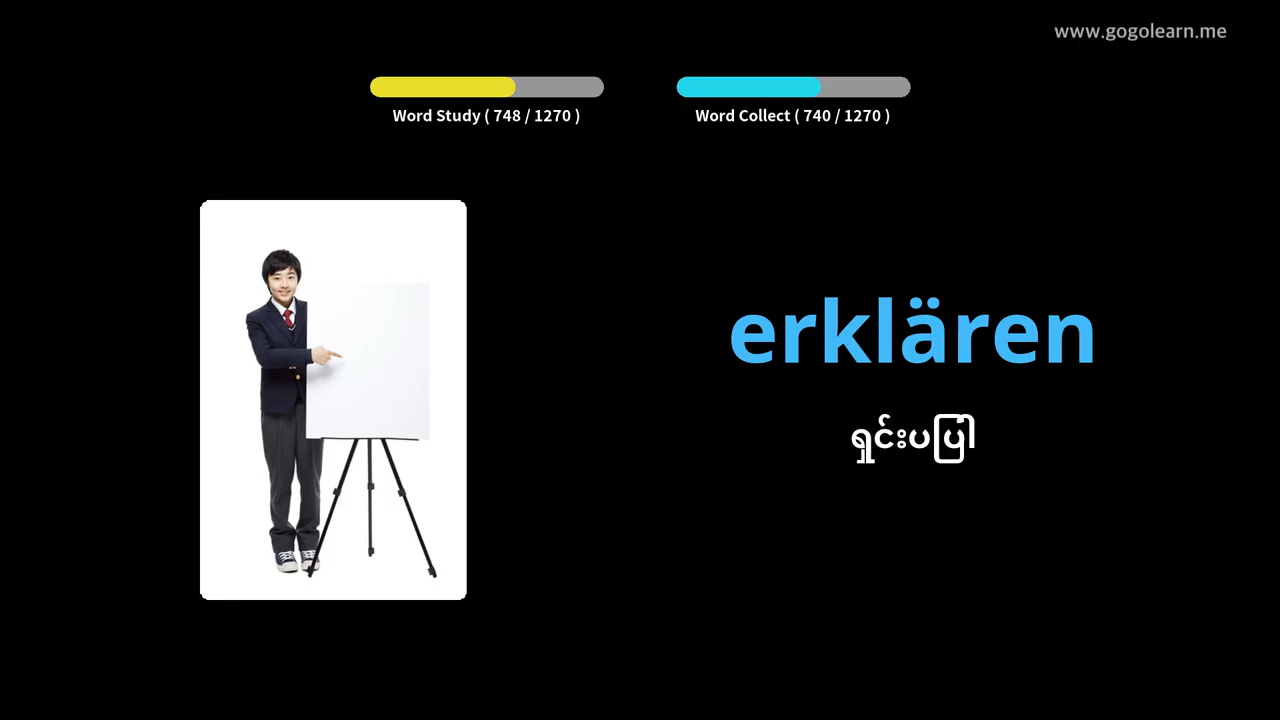 www.gogolearn.me
Word Study ( 748 / 1270 )
Word Collect ( 740 / 1270 )
erklären
ရှင်းပပြါ